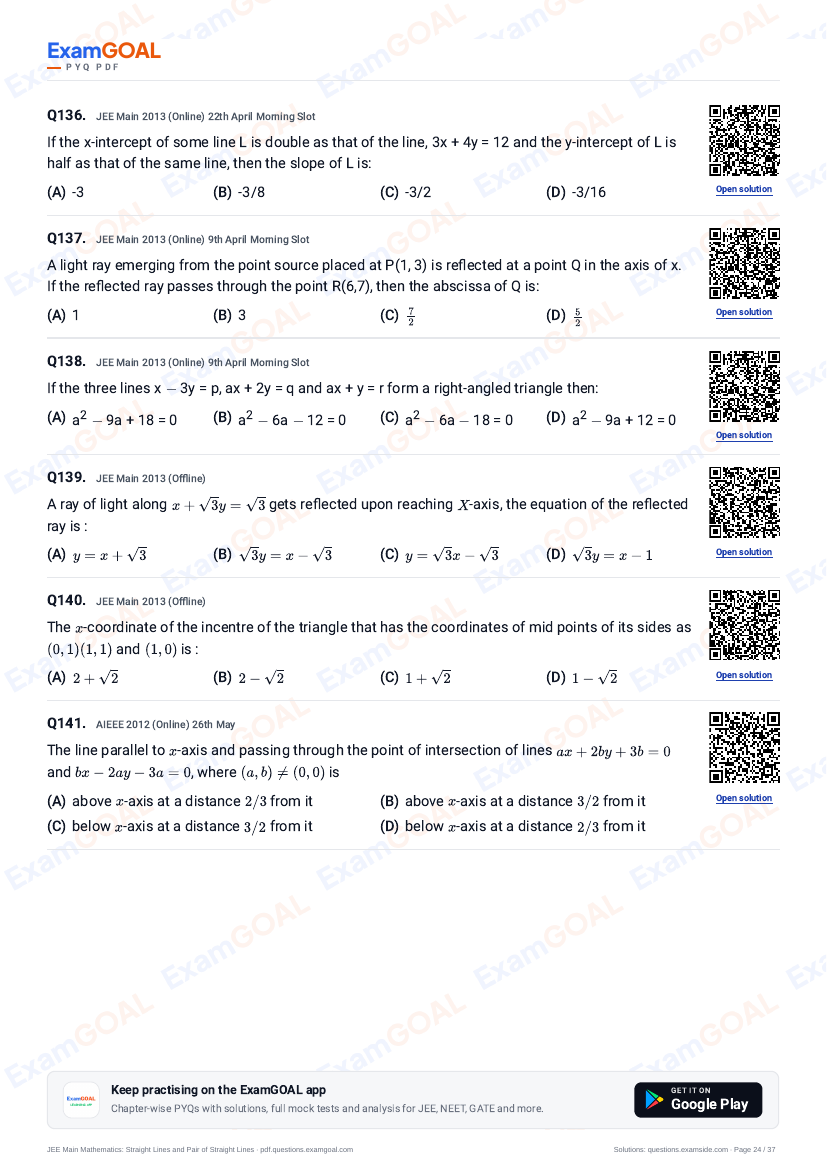 ExamGOAL
PYQ PDF
Q136. JEE Main 2013 (Online) 22th April Morning Slot
If the x-intercept of some line L is double as that of the line, 3x + 4y = 12 and the y-intercept of L is
half as that of the same line, then the slope of L is:
(A) -3 (B) -3/8 (C) -3/2 (D) -3/16
Open solution
Q137. JEE Main 2013 (Online) 9th April Morning Slot
A light ray emerging from the point source placed at P(1, 3) is reflected at a point Q in the axis of x.
If the reflected ray passes through the point R(6,7), then the abscissa of Q is:
(A) 1 (B) 3 (C) 7/2 (D) 5/2
Open solution
Q138. JEE Main 2013 (Online) 9th April Morning Slot
If the three lines x − 3y = p, ax + 2y = q and ax + y = r form a right-angled triangle then:
(A) a² − 9a + 18 = 0 (B) a² − 6a − 12 = 0 (C) a² − 6a − 18 = 0 (D) a² − 9a + 12 = 0
Open solution
Q139. JEE Main 2013 (Offline)
A ray of light along x + √3y = √3 gets reflected upon reaching X-axis, the equation of the reflected
ray is :
(A) y = x + √3 (B) √3y = x − √3 (C) y = √3x − √3 (D) √3y = x − 1
Open solution
Q140. JEE Main 2013 (Offline)
The x-coordinate of the incentre of the triangle that has the coordinates of mid points of its sides as
(0, 1)(1, 1) and (1, 0) is :
(A) 2 + √2 (B) 2 − √2 (C) 1 + √2 (D) 1 − √2
Open solution
Q141. AIEEE 2012 (Online) 26th May
The line parallel to x-axis and passing through the point of intersection of lines ax + 2by + 3b = 0
and bx − 2ay − 3a = 0, where (a, b) ≠ (0, 0) is
(A) above x-axis at a distance 2/3 from it (B) above x-axis at a distance 3/2 from it
(C) below x-axis at a distance 3/2 from it (D) below x-axis at a distance 2/3 from it
Open solution
ExamGOAL
Keep practising on the ExamGOAL app
Chapter-wise PYQs with solutions, full mock tests and analysis for JEE, NEET, GATE and more.
GET IT ON
Google Play
JEE Main Mathematics: Straight Lines and Pair of Straight Lines · pdf.questions.examgoal.com
Solutions: questions.examside.com · Page 24 / 37